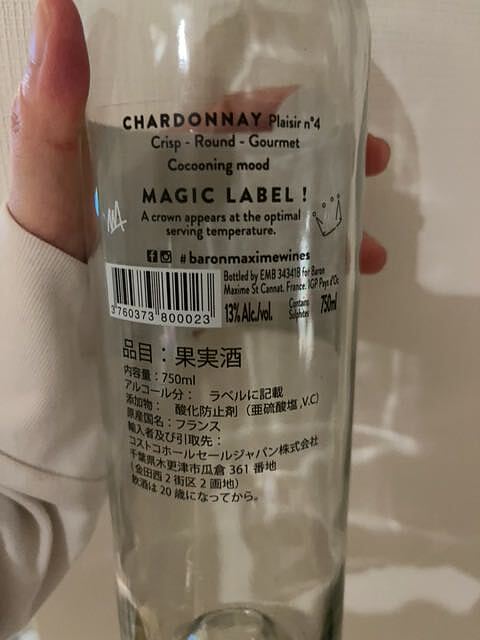 CHARDONNAY Plaisir n°4
Crisp - Round - Gourmet
Cocooning mood
MAGIC LABEL !
A crown appears at the optimal
serving temperature.
# baronmaximewines
Bottled by EMB 34341B for Baron
Maxime St Cannat. France. IGP Pays d'Oc
13% Alc./vol.
Contains
Sulphites
750ml
3 760373 800023
品目：果実酒
内容量：750ml
アルコール分： ラベルに記載
添加物： 酸化防止剤（亜硫酸塩,V.C）
原産国名：フランス
輸入者及び引取先：
コストコホールセールジャパン株式会社
千葉県木更津市瓜倉 361 番地
（金田西 2 街区 2 画地）
飲酒は 20 歳になってから。